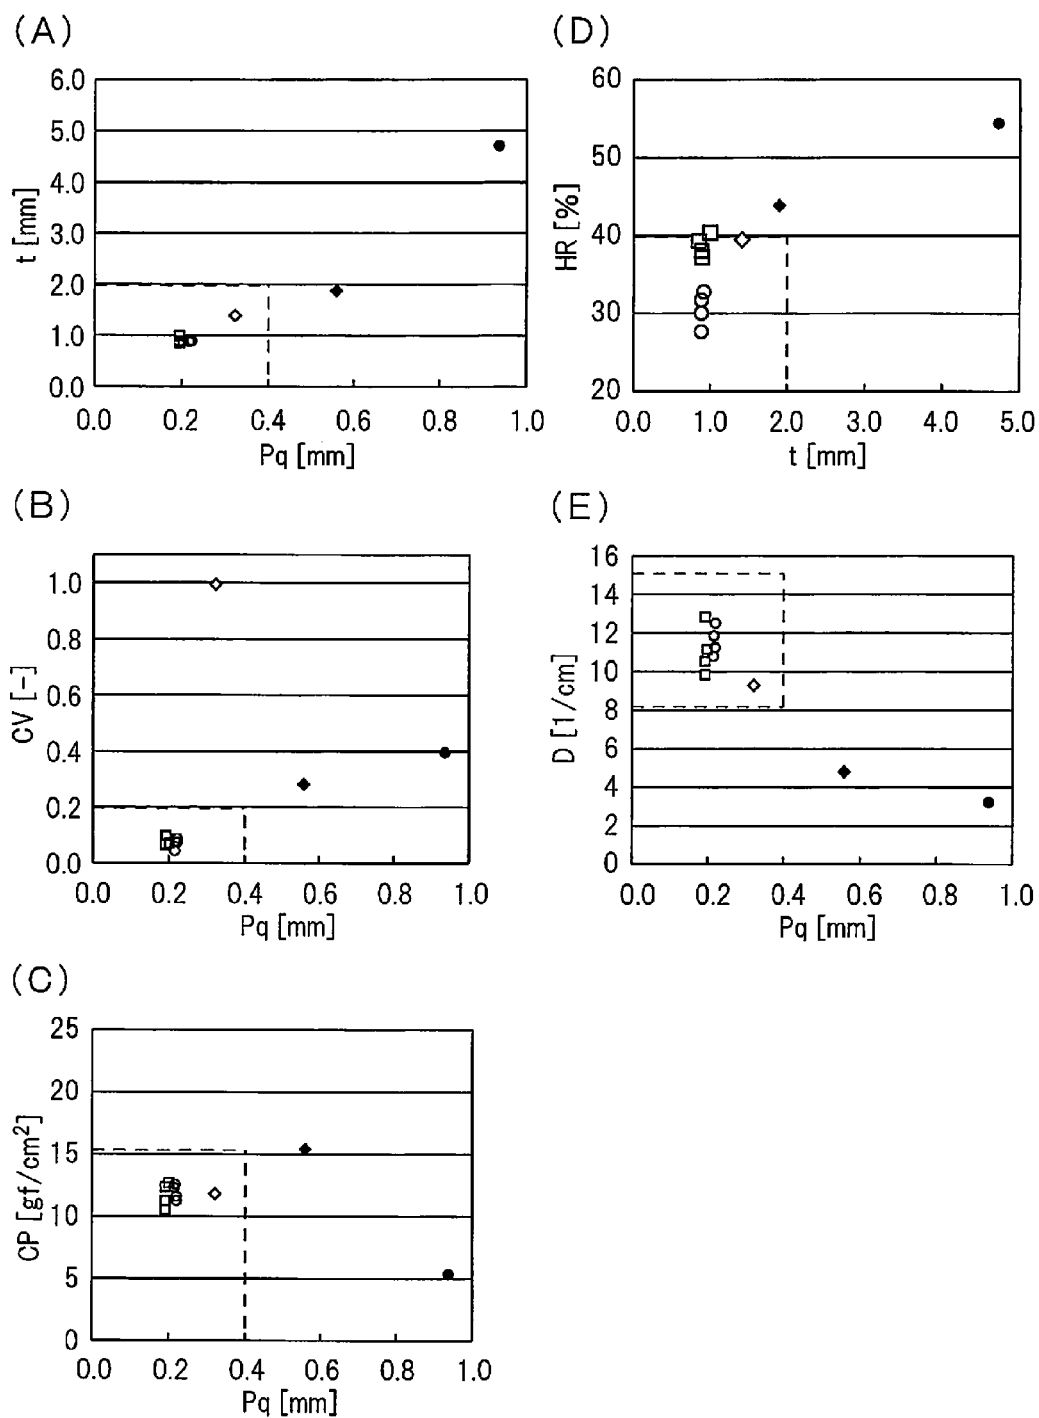 (A)
t [mm]
6.0
5.0
4.0
3.0
2.0
1.0
0.0
0.0 0.2 0.4 0.6 0.8 1.0
Pq [mm]
(D)
HR [%]
60
50
40
30
20
0.0 1.0 2.0 3.0 4.0 5.0
t [mm]
(B)
CV [-]
1.0
0.8
0.6
0.4
0.2
0.0
0.0 0.2 0.4 0.6 0.8 1.0
Pq [mm]
(E)
D [1/cm]
16
14
12
10
8
6
4
2
0
0.0 0.2 0.4 0.6 0.8 1.0
Pq [mm]
(C)
CP [gf/cm²]
25
20
15
10
5
0
0.0 0.2 0.4 0.6 0.8 1.0
Pq [mm]